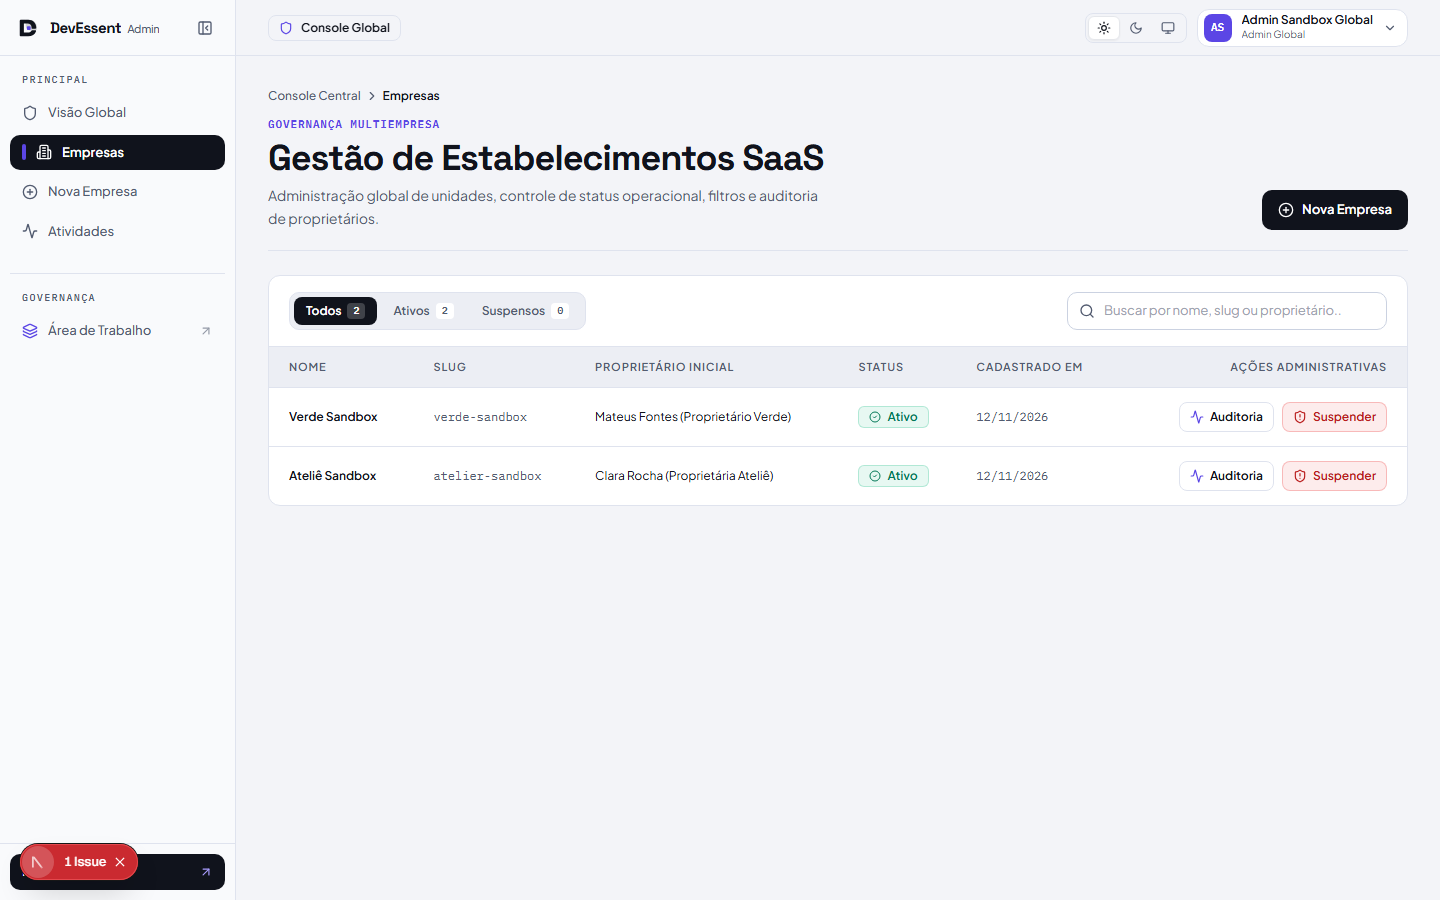 DevEssent Admin
Console Global
AS
Admin Sandbox Global
Admin Global
PRINCIPAL
Visão Global
Empresas
Nova Empresa
Atividades
GOVERNANÇA
Área de Trabalho
1 Issue
Console Central > Empresas
GOVERNANÇA MULTIEMPRESA
Gestão de Estabelecimentos SaaS
Administração global de unidades, controle de status operacional, filtros e auditoria
de proprietários.
Nova Empresa
Todos 2 Ativos 2 Suspensos 0
Buscar por nome, slug ou proprietário..
NOME SLUG PROPRIETÁRIO INICIAL STATUS CADASTRADO EM AÇÕES ADMINISTRATIVAS
Verde Sandbox verde-sandbox Mateus Fontes (Proprietário Verde) Ativo 12/11/2026 Auditoria Suspender
Ateliê Sandbox atelier-sandbox Clara Rocha (Proprietária Ateliê) Ativo 12/11/2026 Auditoria Suspender